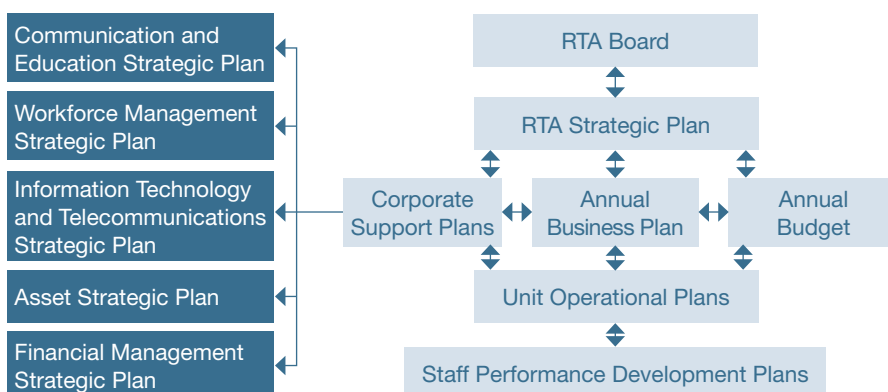 Communication and
Education Strategic Plan
Workforce Management
Strategic Plan
Information Technology
and Telecommunications
Strategic Plan
Asset Strategic Plan
Financial Management
Strategic Plan
RTA Board
RTA Strategic Plan
Corporate
Support Plans
Annual
Business Plan
Annual
Budget
Unit Operational Plans
Staff Performance Development Plans